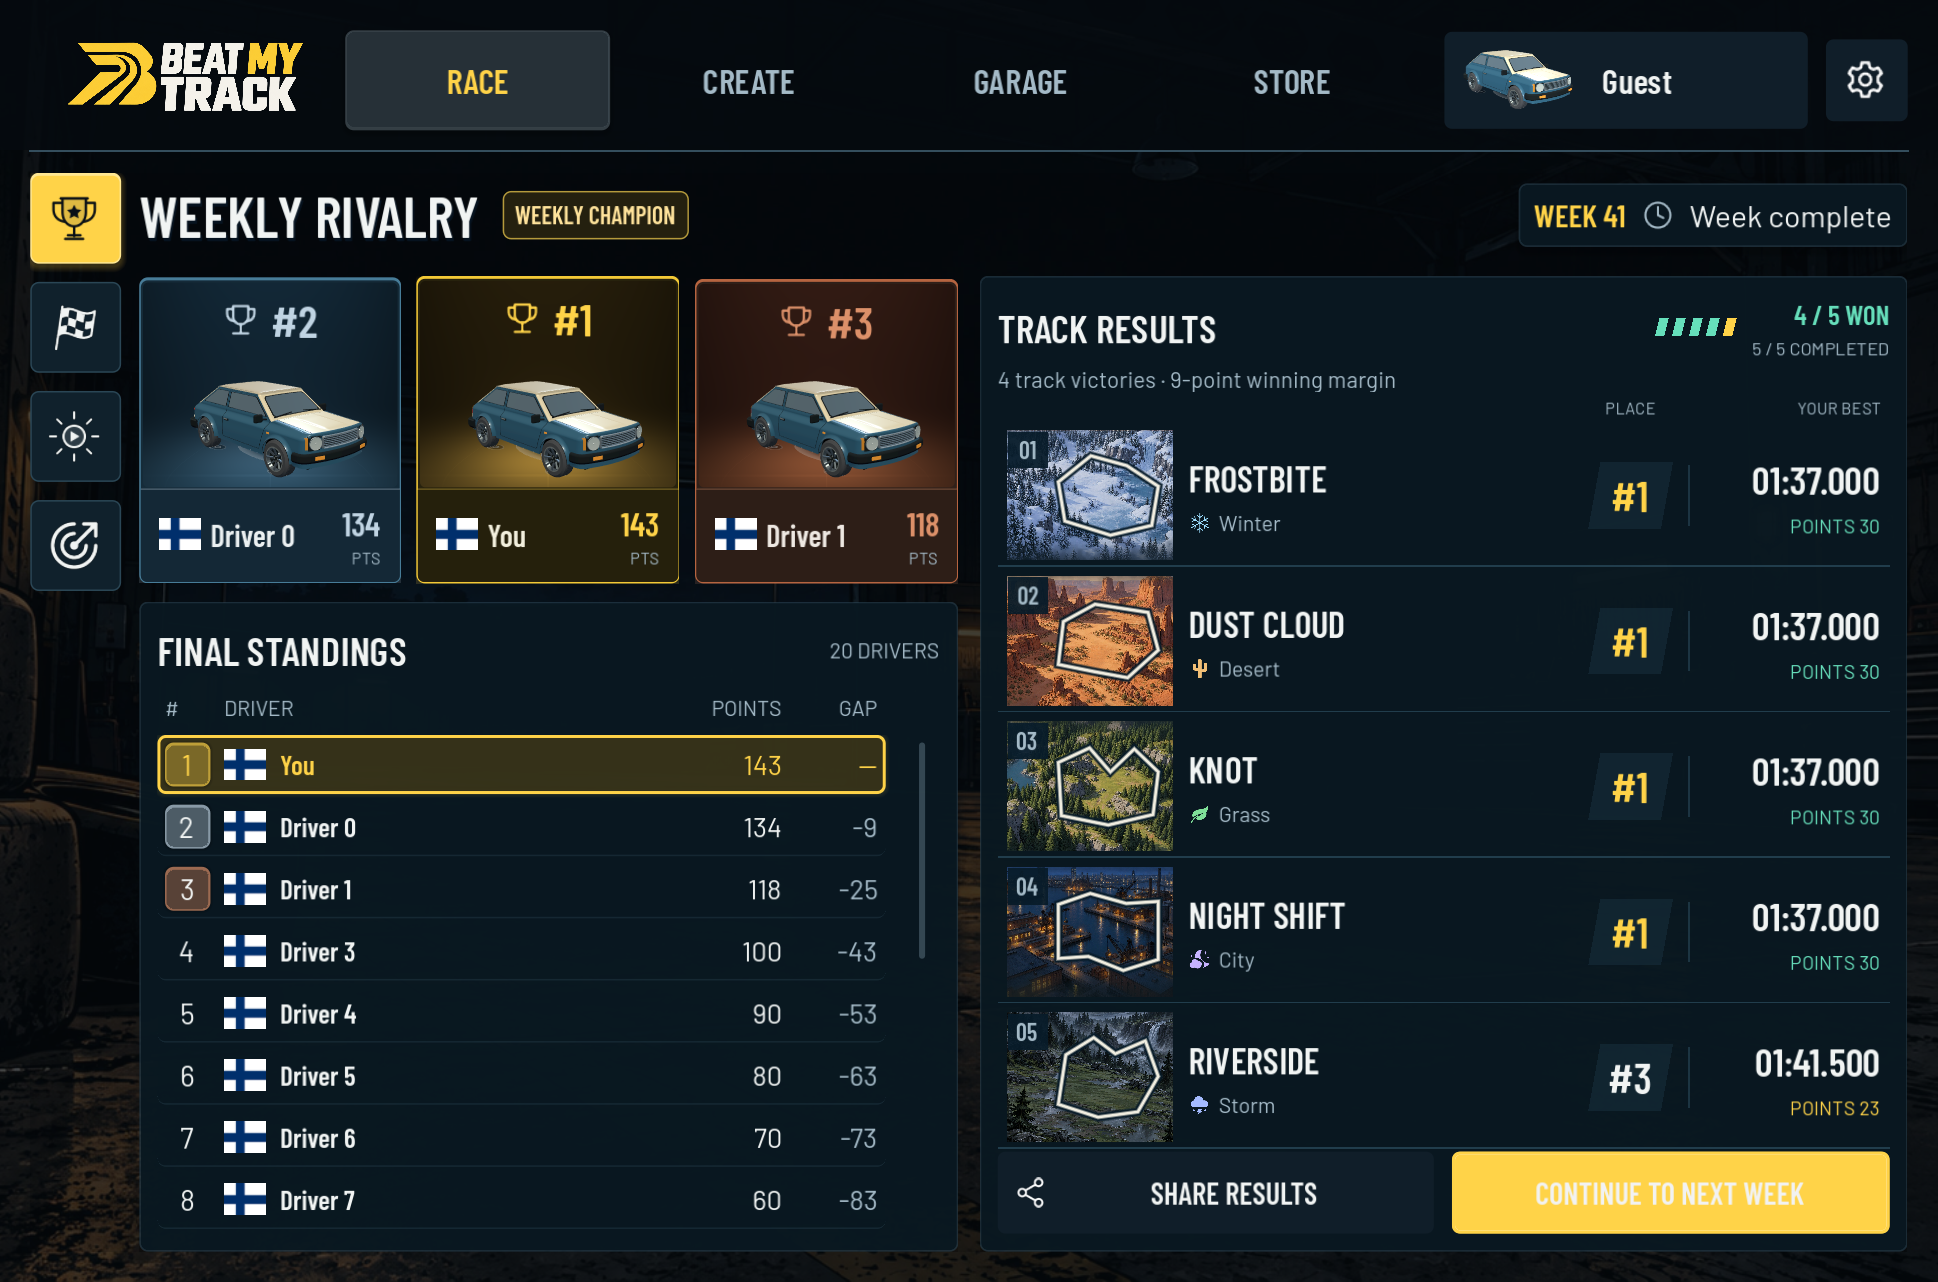 BEAT MY
TRACK
RACE
CREATE
GARAGE
STORE
Guest
WEEKLY RIVALRY
WEEKLY CHAMPION
WEEK 41
Week complete
#2
Driver 0
134
PTS
#1
You
143
PTS
#3
Driver 1
118
PTS
FINAL STANDINGS
20 DRIVERS
# DRIVER POINTS GAP
1 You 143 –
2 Driver 0 134 -9
3 Driver 1 118 -25
4 Driver 3 100 -43
5 Driver 4 90 -53
6 Driver 5 80 -63
7 Driver 6 70 -73
8 Driver 7 60 -83
TRACK RESULTS
4 / 5 WON
5 / 5 COMPLETED
4 track victories · 9-point winning margin
PLACE YOUR BEST
01
FROSTBITE
Winter
#1
01:37.000
POINTS 30
02
DUST CLOUD
Desert
#1
01:37.000
POINTS 30
03
KNOT
Grass
#1
01:37.000
POINTS 30
04
NIGHT SHIFT
City
#1
01:37.000
POINTS 30
05
RIVERSIDE
Storm
#3
01:41.500
POINTS 23
SHARE RESULTS
CONTINUE TO NEXT WEEK